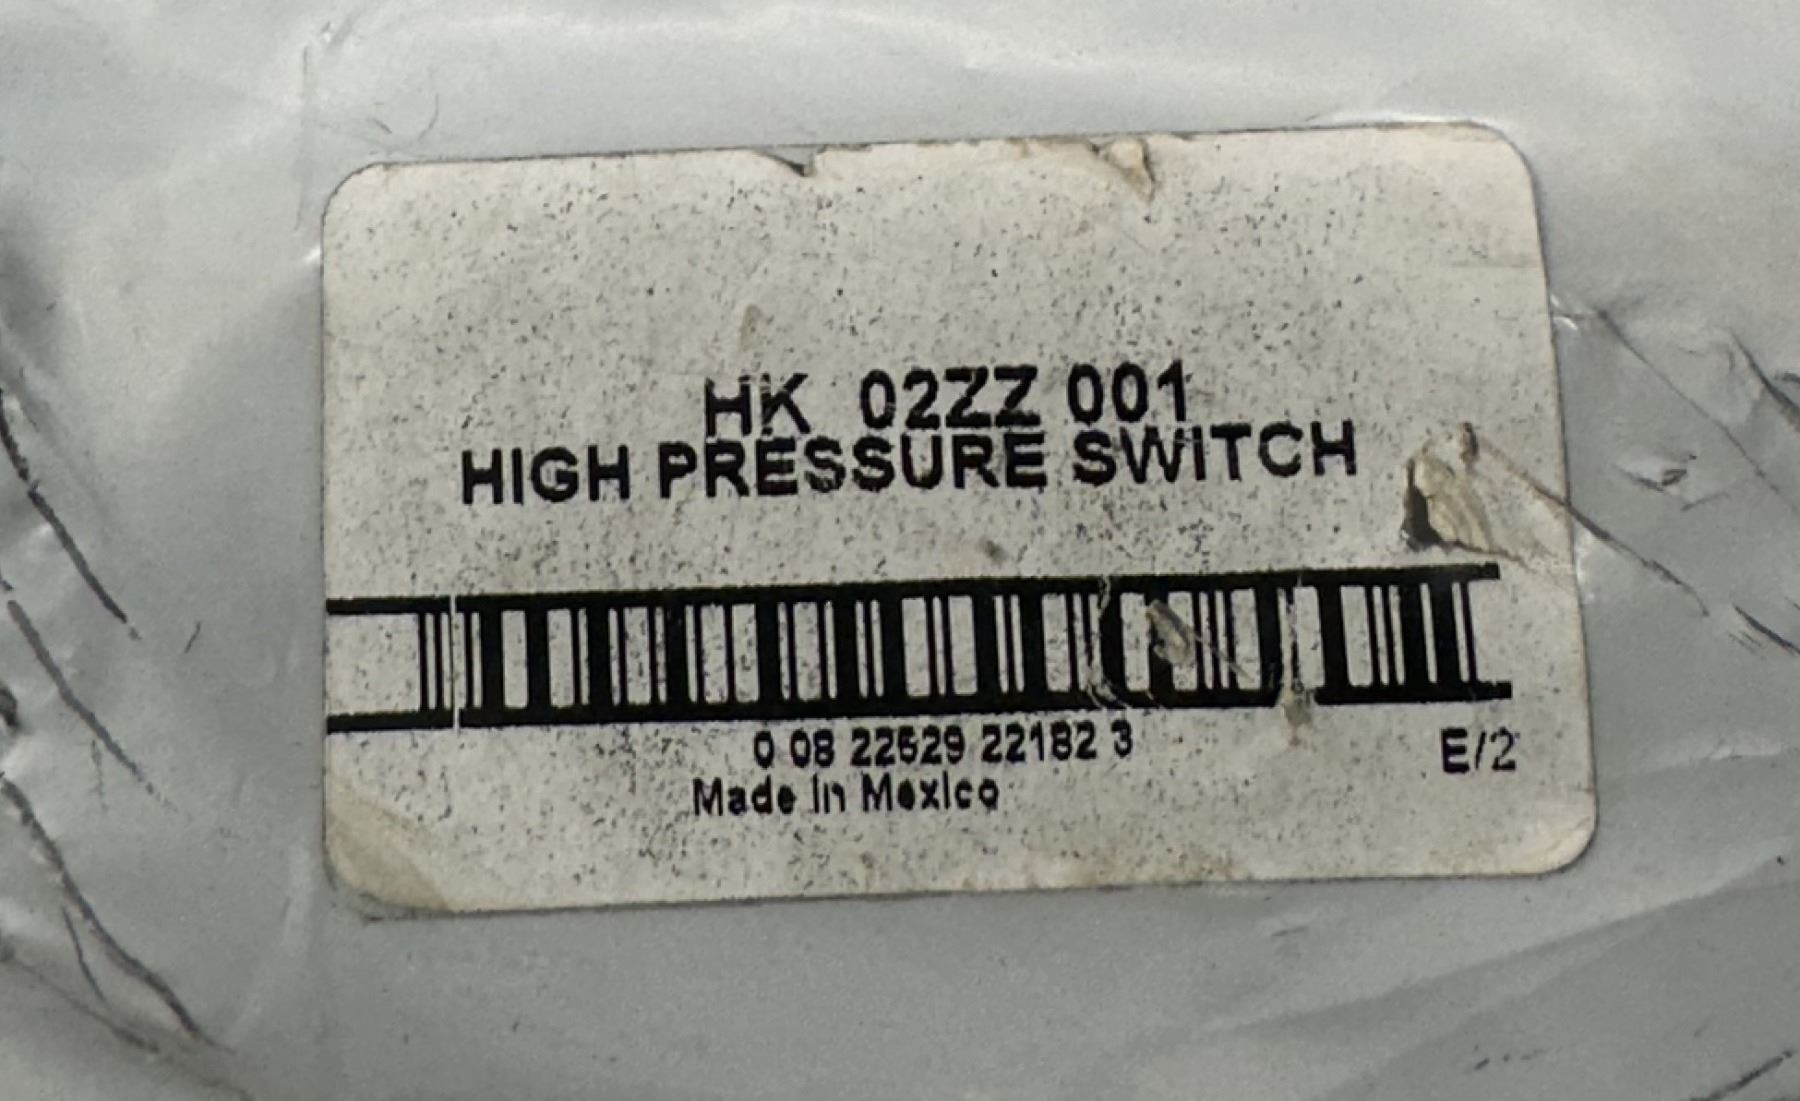 HK 02ZZ 001
HIGH PRESSURE SWITCH
0 08 22629 22182 3
E/2
Made In Mexico